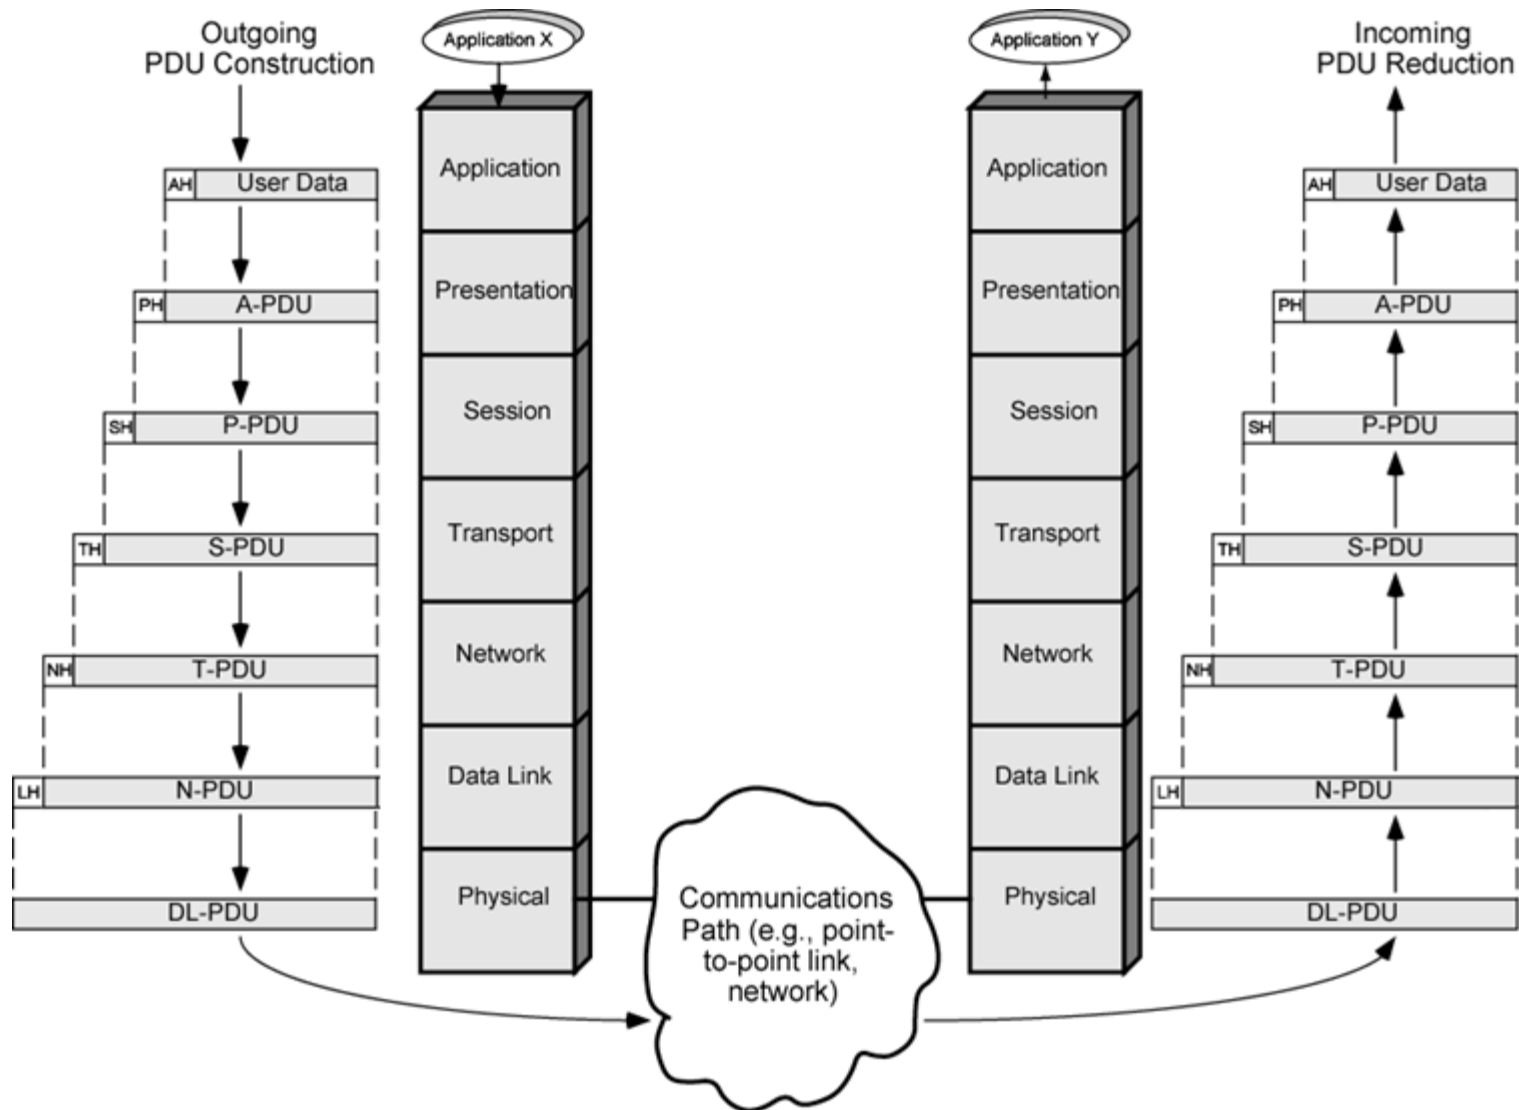 Outgoing
PDU Construction
Application X
Application Y
Incoming
PDU Reduction
AH User Data
Application
Application
AH User Data
PH A-PDU
Presentation
Presentation
PH A-PDU
SH P-PDU
Session
Session
SH P-PDU
TH S-PDU
Transport
Transport
TH S-PDU
NH T-PDU
Network
Network
NH T-PDU
LH N-PDU
Data Link
Data Link
LH N-PDU
DL-PDU
Physical
Communications
Path (e.g., point-
to-point link,
network)
Physical
DL-PDU